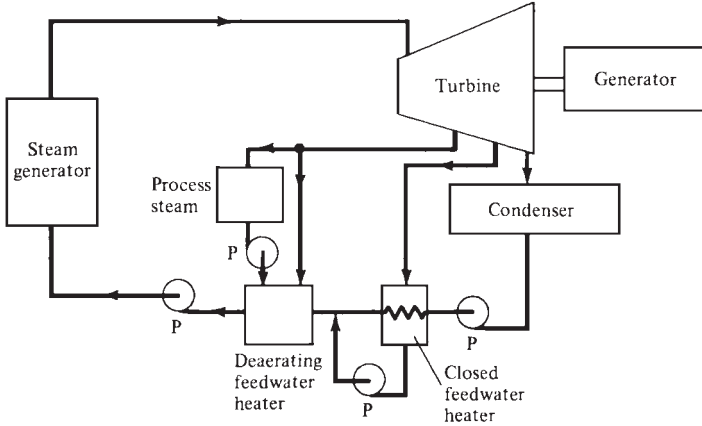 Turbine
Generator
Steam
generator
Process
steam
Condenser
P
P
P
P
Deaerating
feedwater
heater
Closed
feedwater
heater